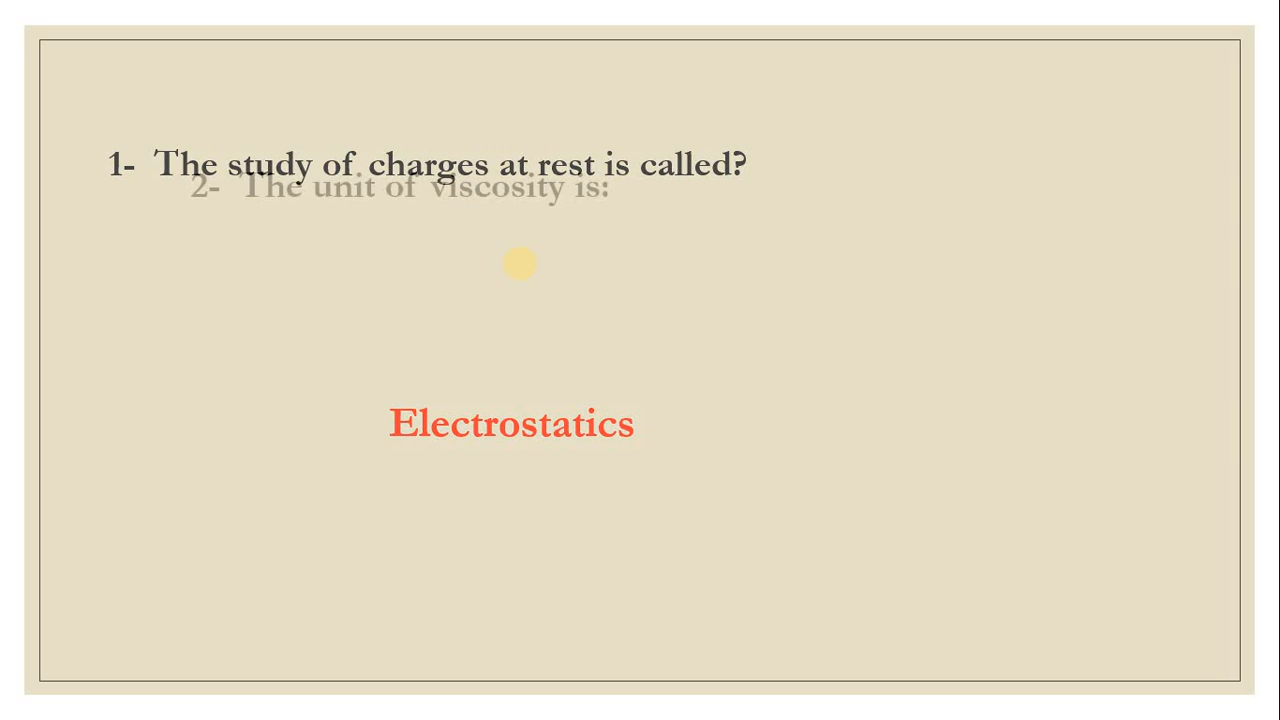 1- The study of charges at rest is called?
2- The unit of viscosity is:
Electrostatics